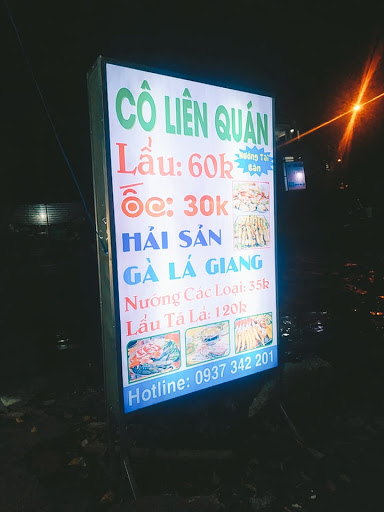 CÔ LIÊN QUÁN
Lẩu: 60k
Nướng Tại
Bàn
Ốc: 30k
HẢI SẢN
GÀ LÁ GIANG
Nướng Các Loại: 35k
Lẩu Tả Lả: 120k
Hotline: 0937 342 201